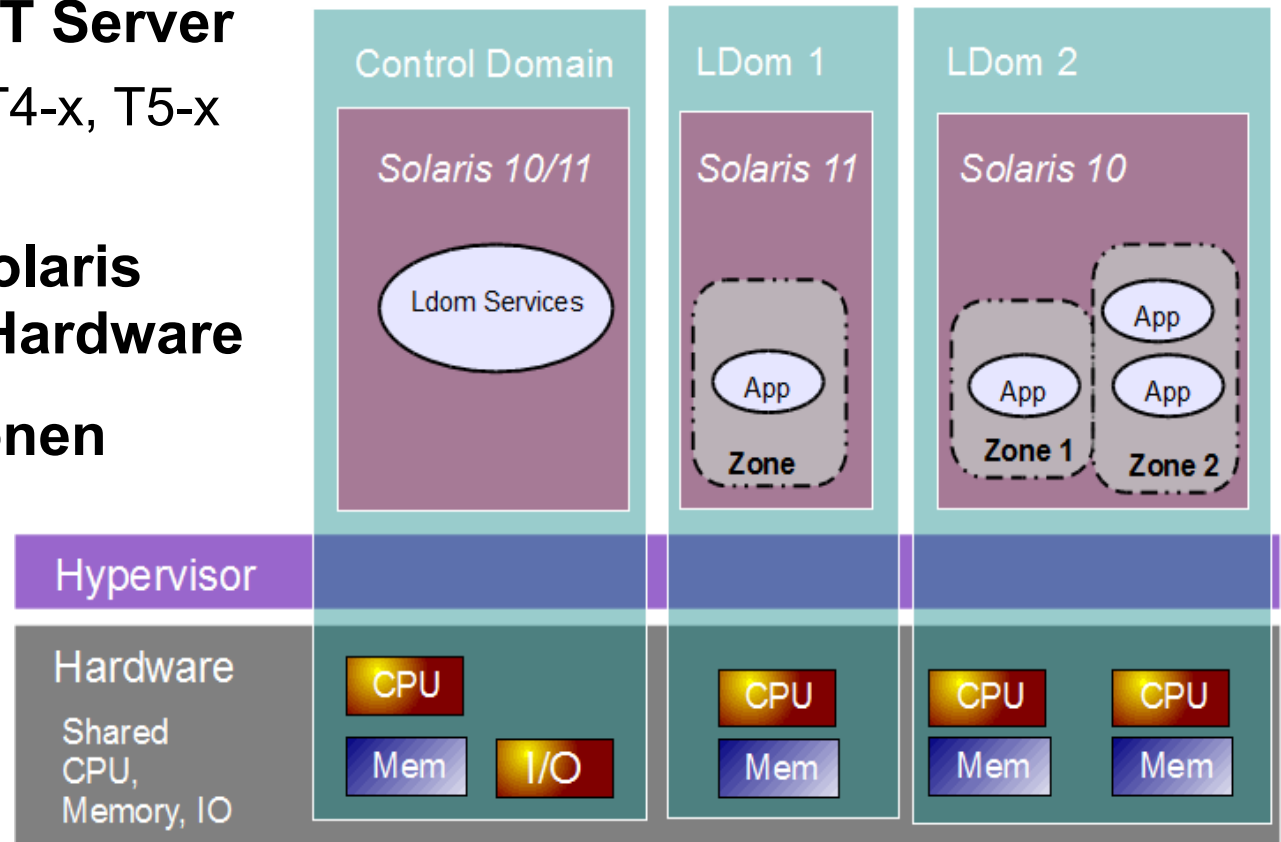 T Server
T4-x, T5-x
olaris
Hardware
nen
Control Domain
Solaris 10/11
Ldom Services
LDom 1
Solaris 11
App
Zone
LDom 2
Solaris 10
App
Zone 1
App
App
Zone 2
Hypervisor
Hardware
Shared
CPU,
Memory, IO
CPU
Mem
I/O
CPU
Mem
CPU
Mem
CPU
Mem